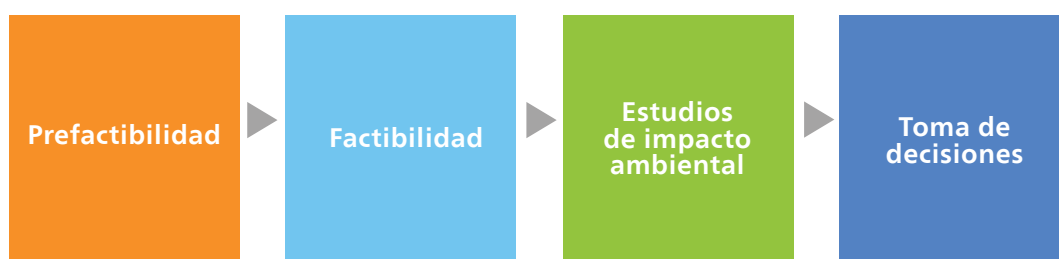 Prefactibilidad
Factibilidad
Estudios
de impacto
ambiental
Toma de
decisiones